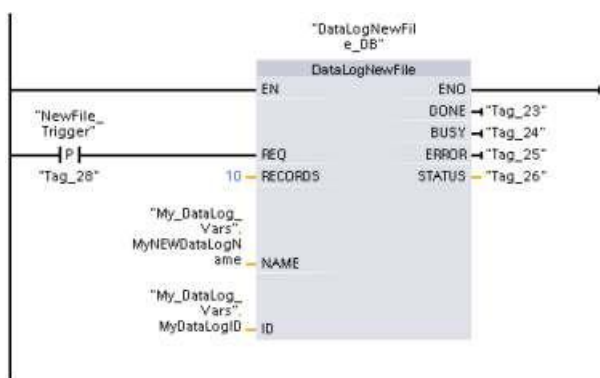 "DataLogNewFil
e_DB"
DataLogNewFile
EN
ENO
DONE
"Tag_23"
"NewFile_
Trigger"
BUSY
"Tag_24"
P
REQ
ERROR
"Tag_25"
"Tag_28"
10
RECORDS
STATUS
"Tag_26"
"My_DataLog_
Vars".
MyNEWDataLogN
ame
NAME
"My_DataLog_
Vars".
MyDataLogID
ID